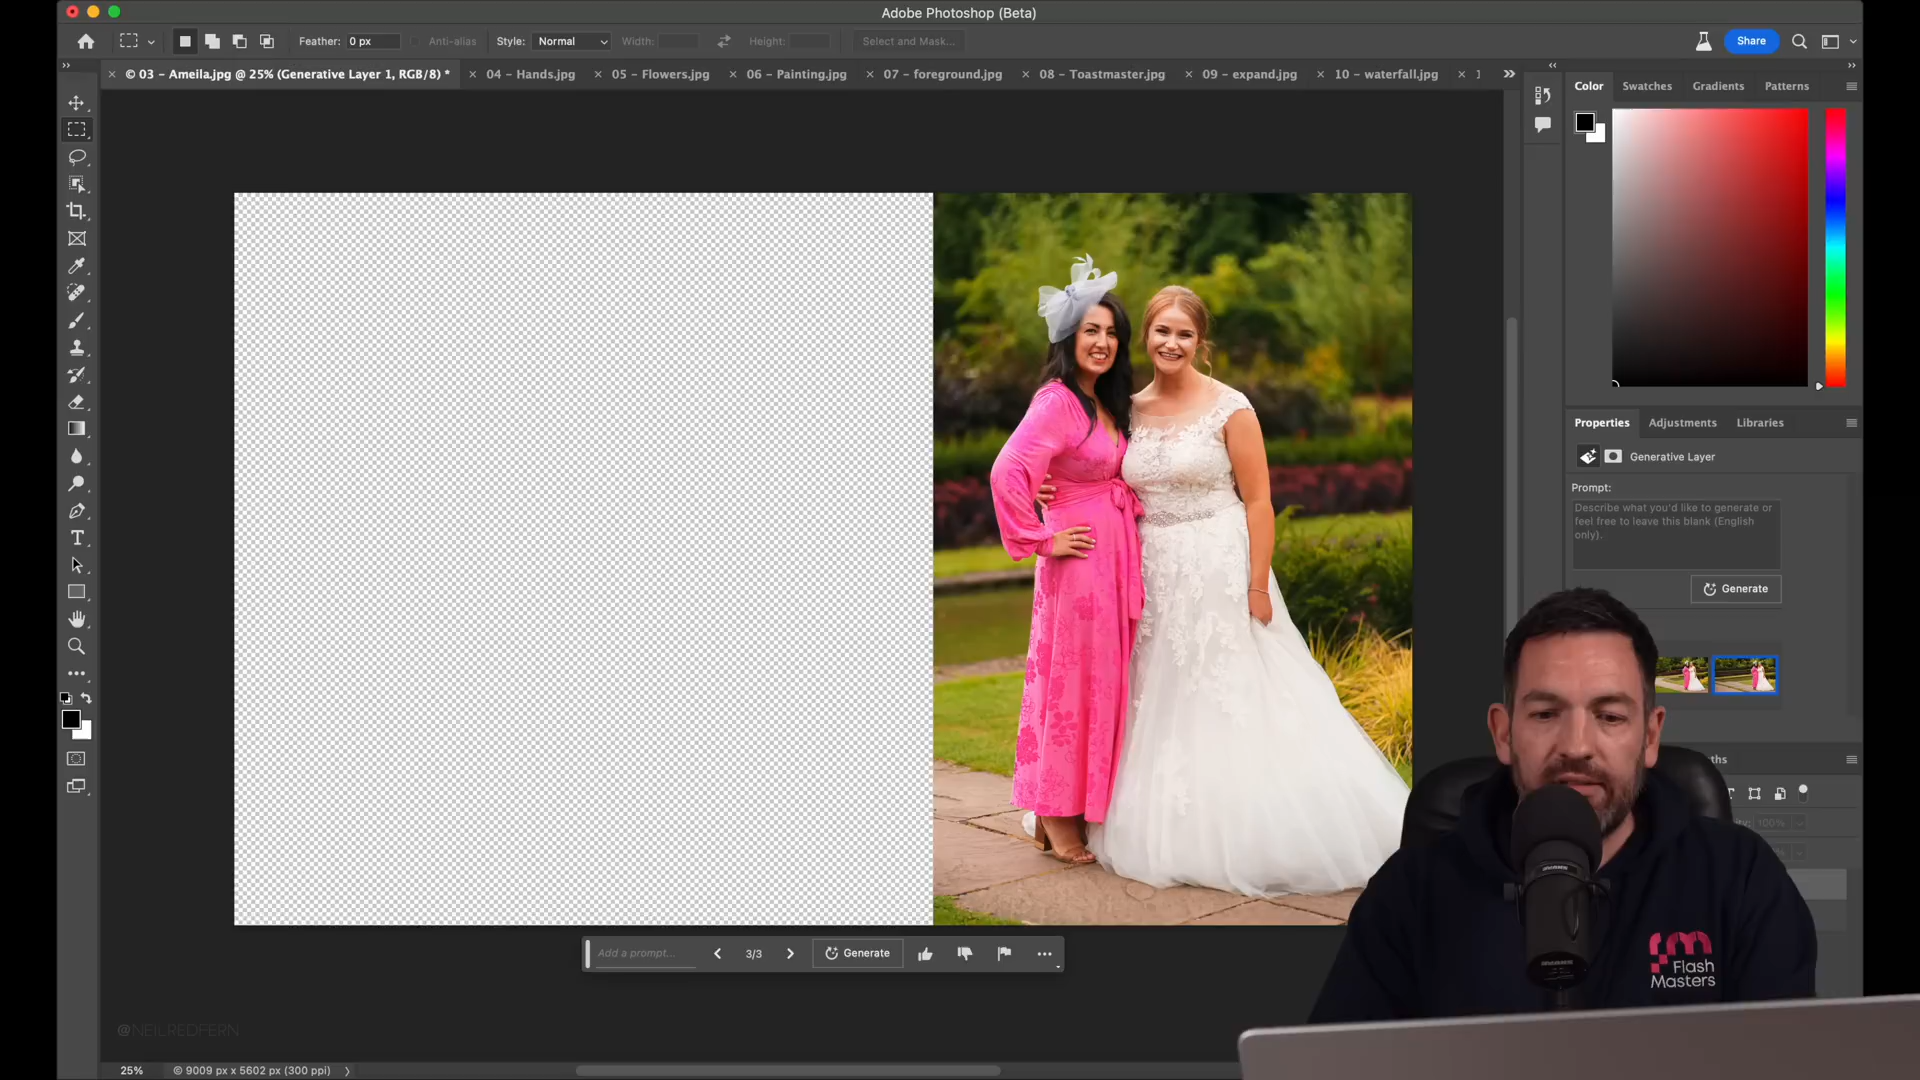 Adobe Photoshop (Beta)
Feather: 0 px
Anti-alias
Style: Normal
Width:
Height:
Select and Mask...
Share
© 03 - Ameila.jpg @ 25% (Generative Layer 1, RGB/8) *
04 - Hands.jpg
05 - Flowers.jpg
06 - Painting.jpg
07 - foreground.jpg
08 - Toastmaster.jpg
09 - expand.jpg
10 - waterfall.jpg
Color
Swatches
Gradients
Patterns
Properties
Adjustments
Libraries
Generative Layer
Prompt:
Describe what you'd like to generate or
feel free to leave this blank (English
only).
Generate
ths
100%
Add a prompt...
3/3
Generate
Flash
Masters
@NEILREDFERN
25%
© 9009 px x 5602 px (300 ppi)